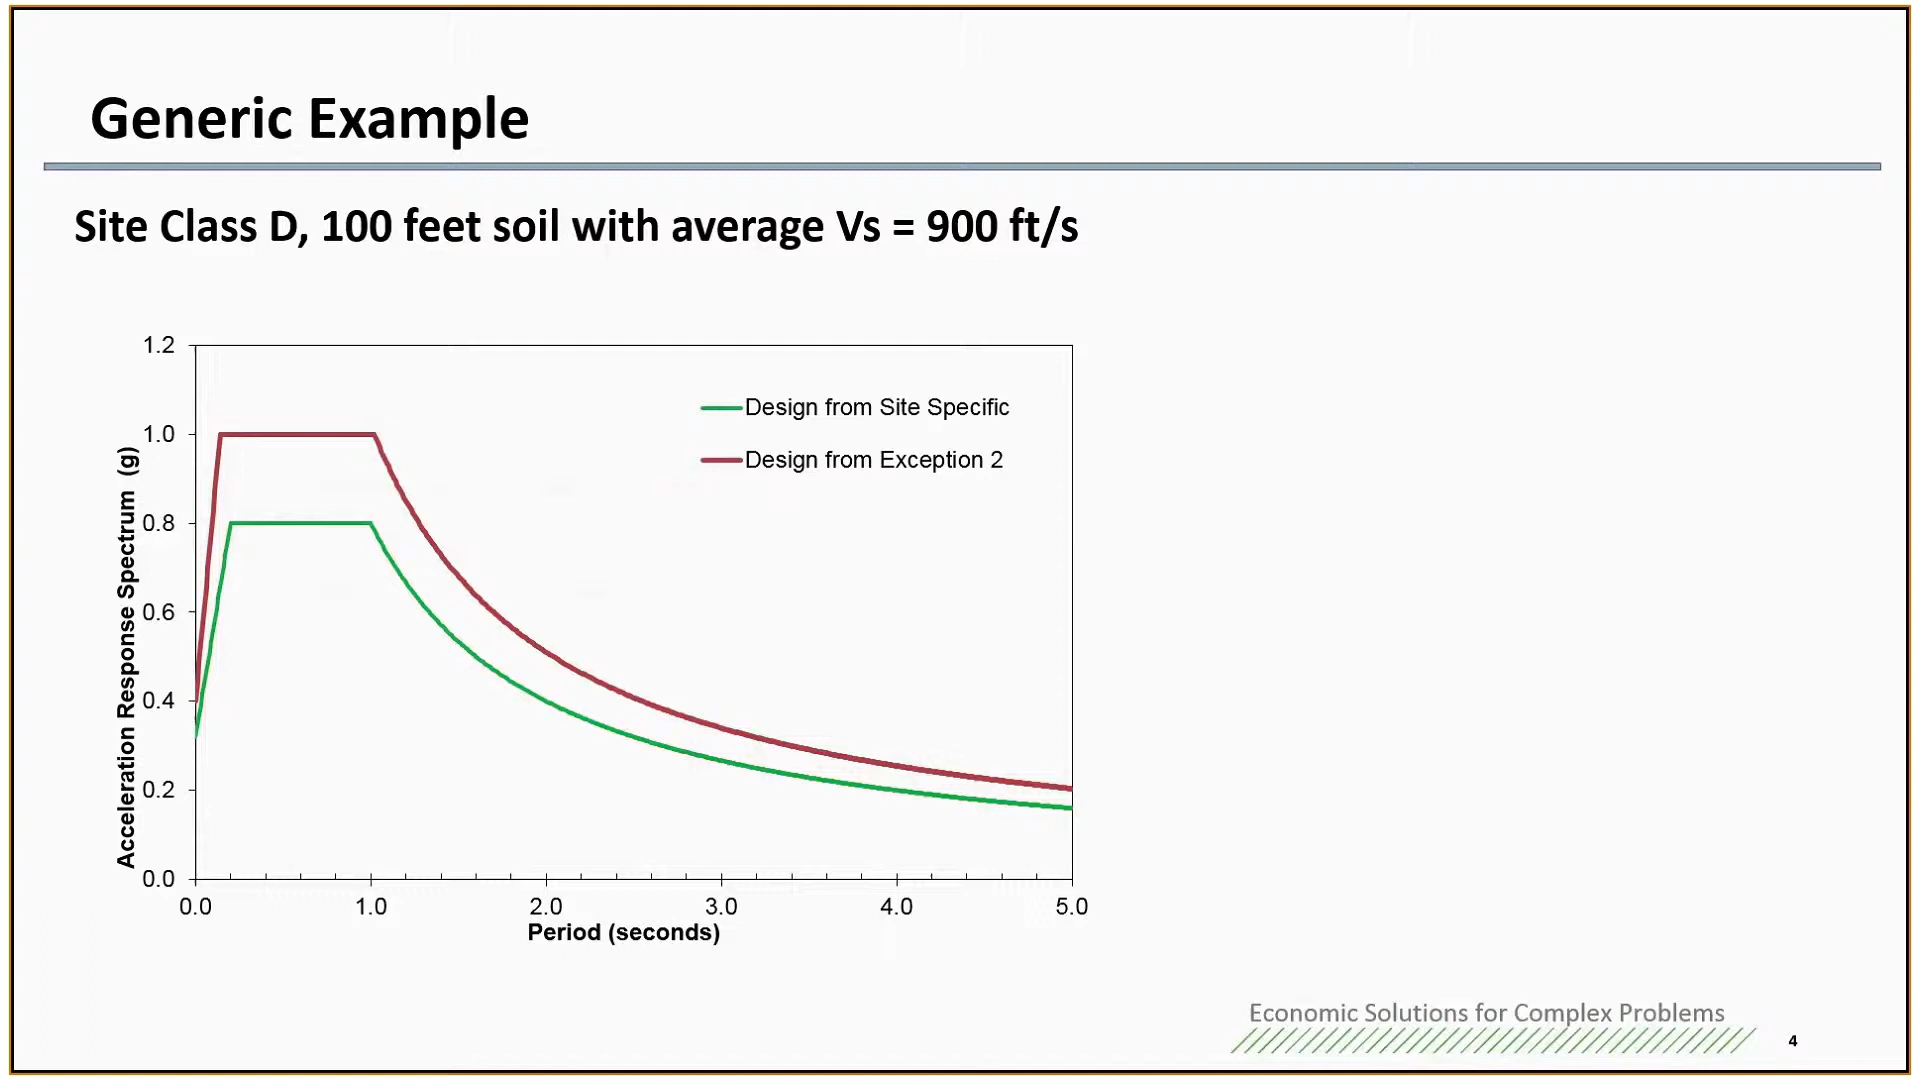 Generic Example
Site Class D, 100 feet soil with average Vs = 900 ft/s
Acceleration Response Spectrum (g)
1.2
1.0
0.8
0.6
0.4
0.2
0.0
Design from Site Specific
Design from Exception 2
0.0 1.0 2.0 3.0 4.0 5.0
Period (seconds)
Economic Solutions for Complex Problems
4